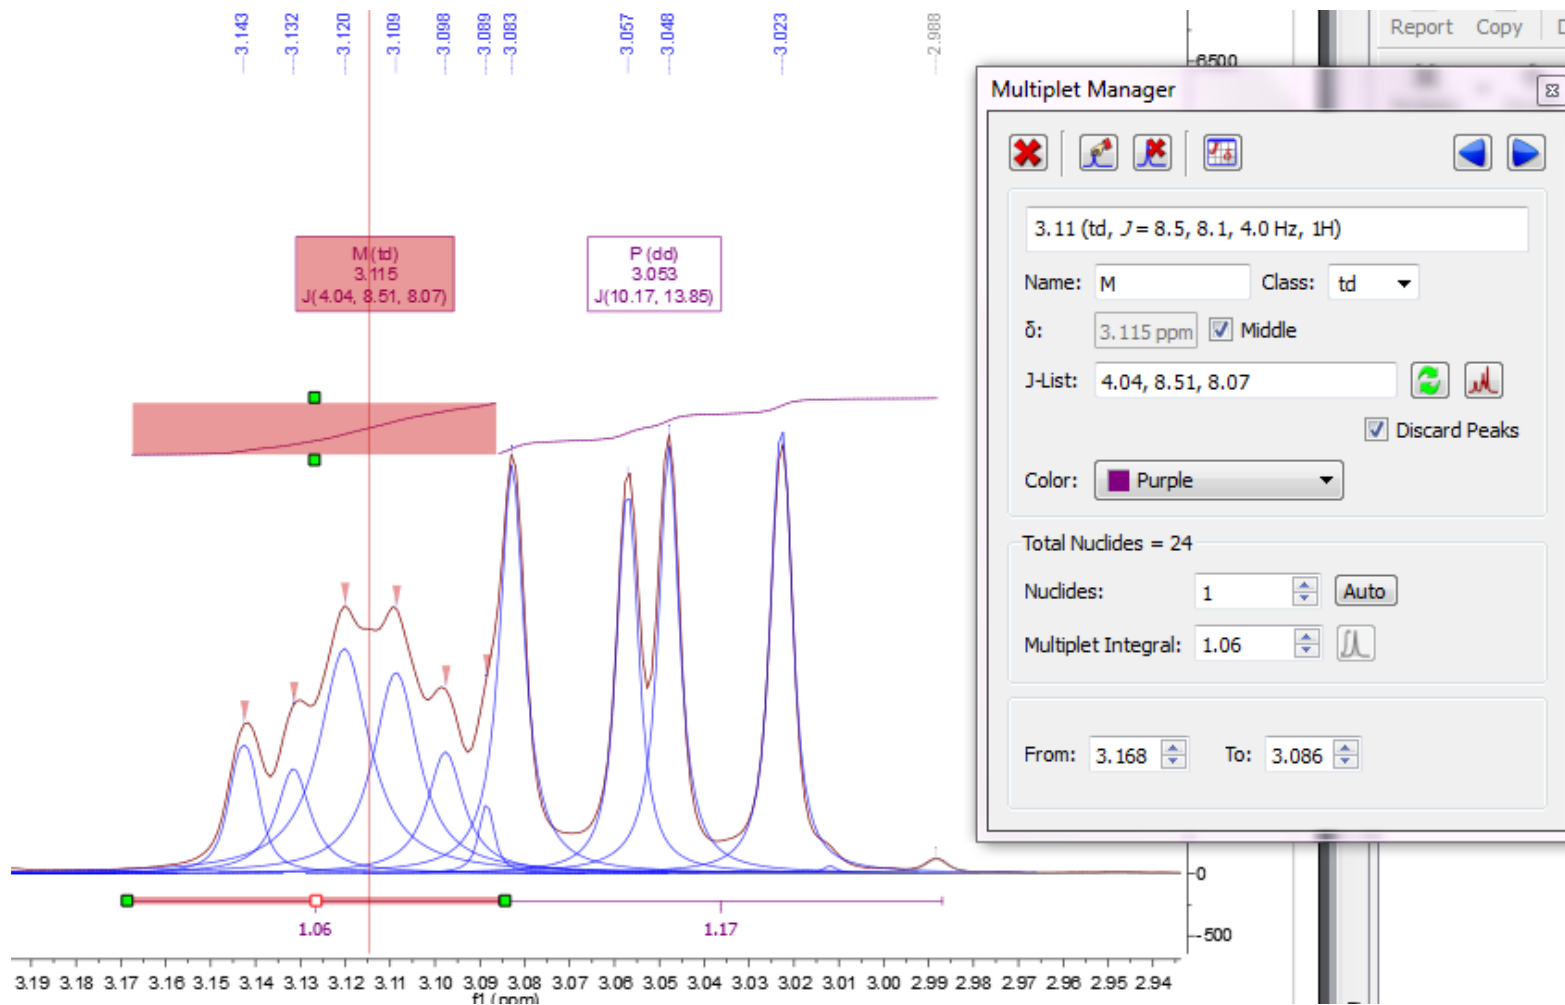 3.143
3.132
3.120
3.109
3.098
3.089
3.083
3.057
3.048
3.023
2.988
6500
Report Copy
Multiplet Manager
3.11 (td, J = 8.5, 8.1, 4.0 Hz, 1H)
Name: M Class: td
δ: 3.115 ppm Middle
J-List: 4.04, 8.51, 8.07
Discard Peaks
Color: Purple
Total Nuclides = 24
Nuclides: 1 Auto
Multiplet Integral: 1.06
From: 3.168 To: 3.086
M (td)
3.115
J(4.04, 8.51, 8.07)
P (dd)
3.053
J(10.17, 13.85)
0
-500
1.06
1.17
3.19 3.18 3.17 3.16 3.15 3.14 3.13 3.12 3.11 3.10 3.09 3.08 3.07 3.06 3.05 3.04 3.03 3.02 3.01 3.00 2.99 2.98 2.97 2.96 2.95 2.94
f1 (ppm)